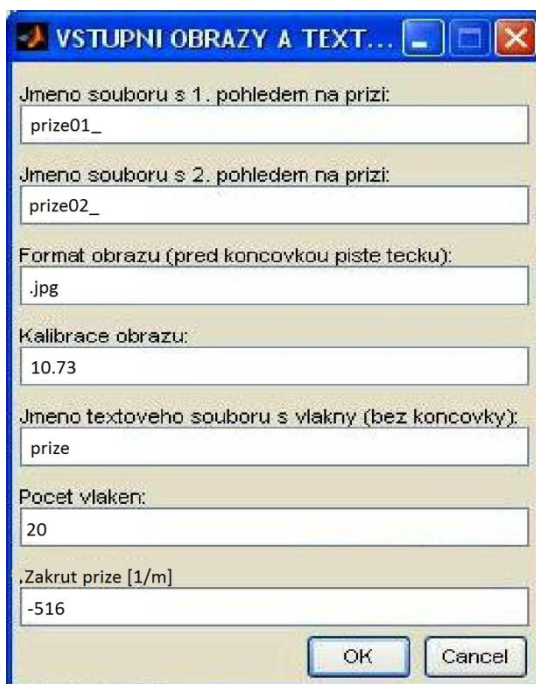 VSTUPNI OBRAZY A TEXT...
Jmeno souboru s 1. pohledem na prizi:
prize01_
Jmeno souboru s 2. pohledem na prizi:
prize02_
Format obrazu (pred koncovkou piste tecku):
.jpg
Kalibrace obrazu:
10.73
Jmeno textoveho souboru s vlakny (bez koncovky):
prize
Pocet vlaken:
20
.Zakrut prize [1/m]
-516
OK Cancel